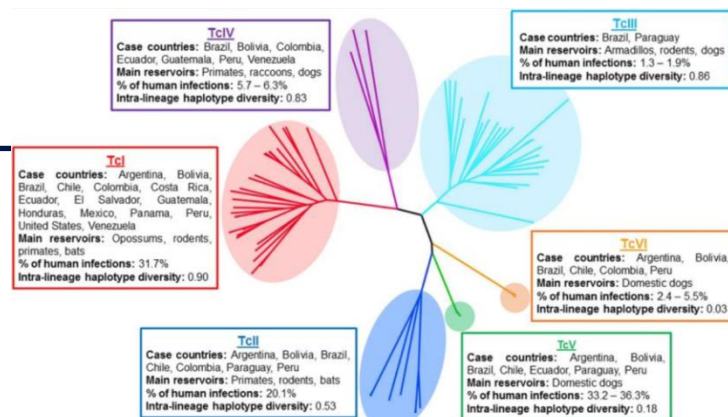 TcIV
Case countries: Brazil, Bolivia, Colombia,
Ecuador, Guatemala, Peru, Venezuela
Main reservoirs: Primates, raccoons, dogs
% of human infections: 5.7 – 6.3%
Intra-lineage haplotype diversity: 0.83
TcIII
Case countries: Brazil, Paraguay
Main reservoirs: Armadillos, rodents, dogs
% of human infections: 1.3 – 1.9%
Intra-lineage haplotype diversity: 0.86
TcI
Case countries: Argentina, Bolivia,
Brazil, Chile, Colombia, Costa Rica,
Ecuador, El Salvador, Guatemala,
Honduras, Mexico, Panama, Peru,
United States, Venezuela
Main reservoirs: Opossums, rodents,
primates, bats
% of human infections: 31.7%
Intra-lineage haplotype diversity: 0.90
TcVI
Case countries: Argentina, Bolivia,
Brazil, Chile, Colombia, Peru
Main reservoirs: Domestic dogs
% of human infections: 2.4 – 5.5%
Intra-lineage haplotype diversity: 0.03
TcII
Case countries: Argentina, Bolivia, Brazil,
Chile, Colombia, Paraguay, Peru
Main reservoirs: Primates, rodents, bats
% of human infections: 20.1%
Intra-lineage haplotype diversity: 0.53
TcV
Case countries: Argentina, Bolivia,
Brazil, Chile, Ecuador, Paraguay, Peru
Main reservoirs: Domestic dogs
% of human infections: 33.2 – 36.3%
Intra-lineage haplotype diversity: 0.18